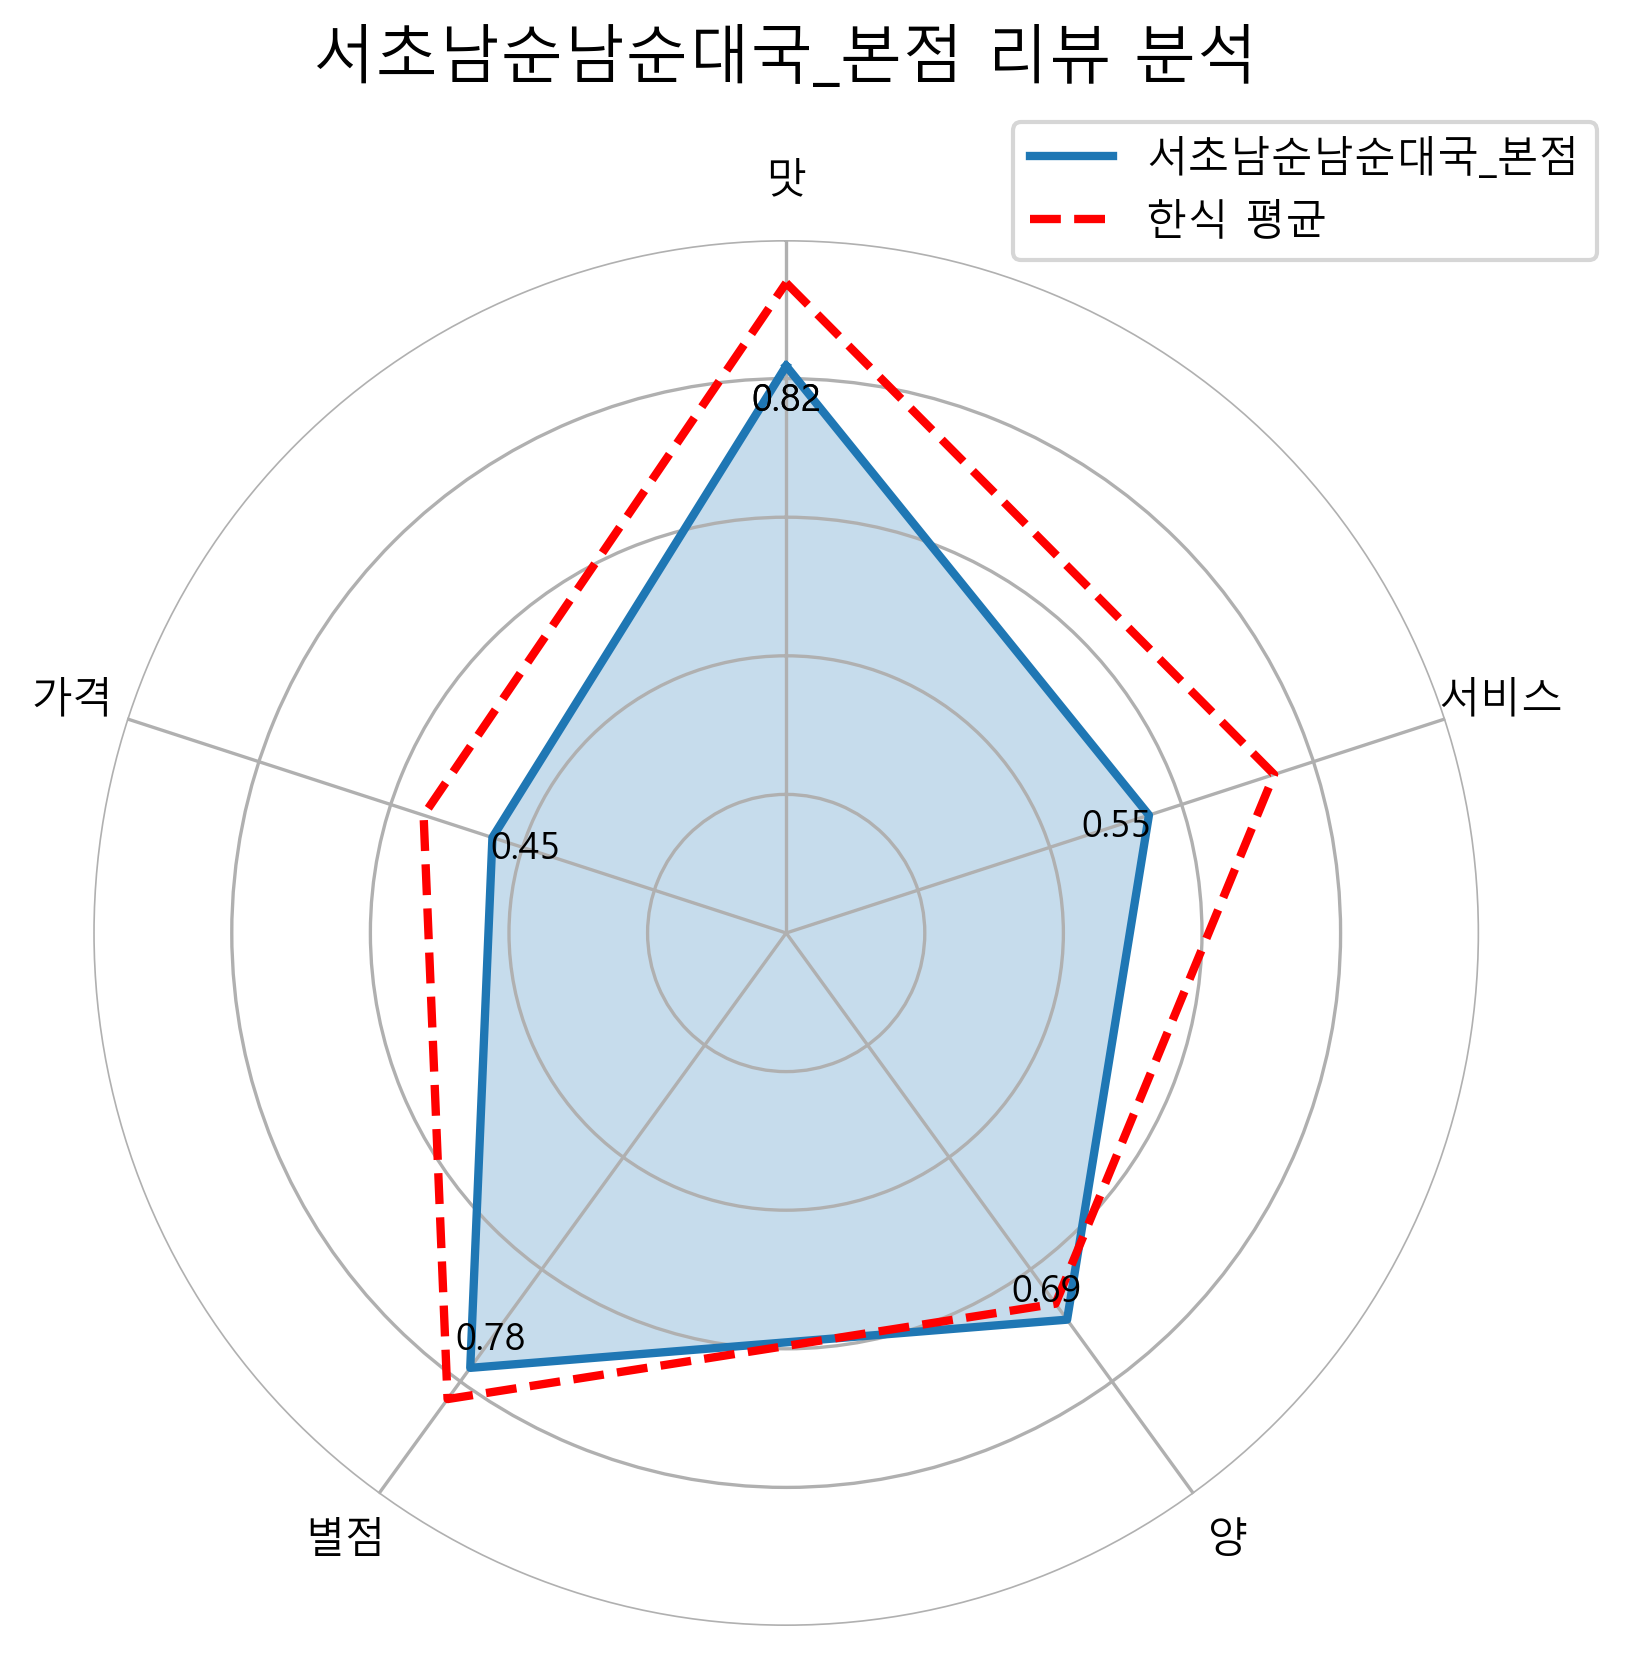 서초남순남순대국_본점 리뷰 분석
서초남순남순대국_본점
한식 평균
맛
0.82
가격
서비스
0.45
0.55
0.78
0.69
별점
양